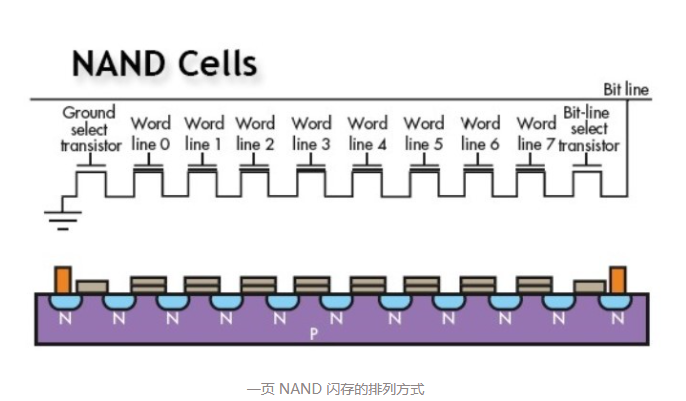 NAND Cells
Bit line
Ground
select
transistor
Word
line 0
Word
line 1
Word
line 2
Word
line 3
Word
line 4
Word
line 5
Word
line 6
Word
line 7
Bit-line
select
transistor
N N N N N N N N N N N
P
一页 NAND 闪存的排列方式